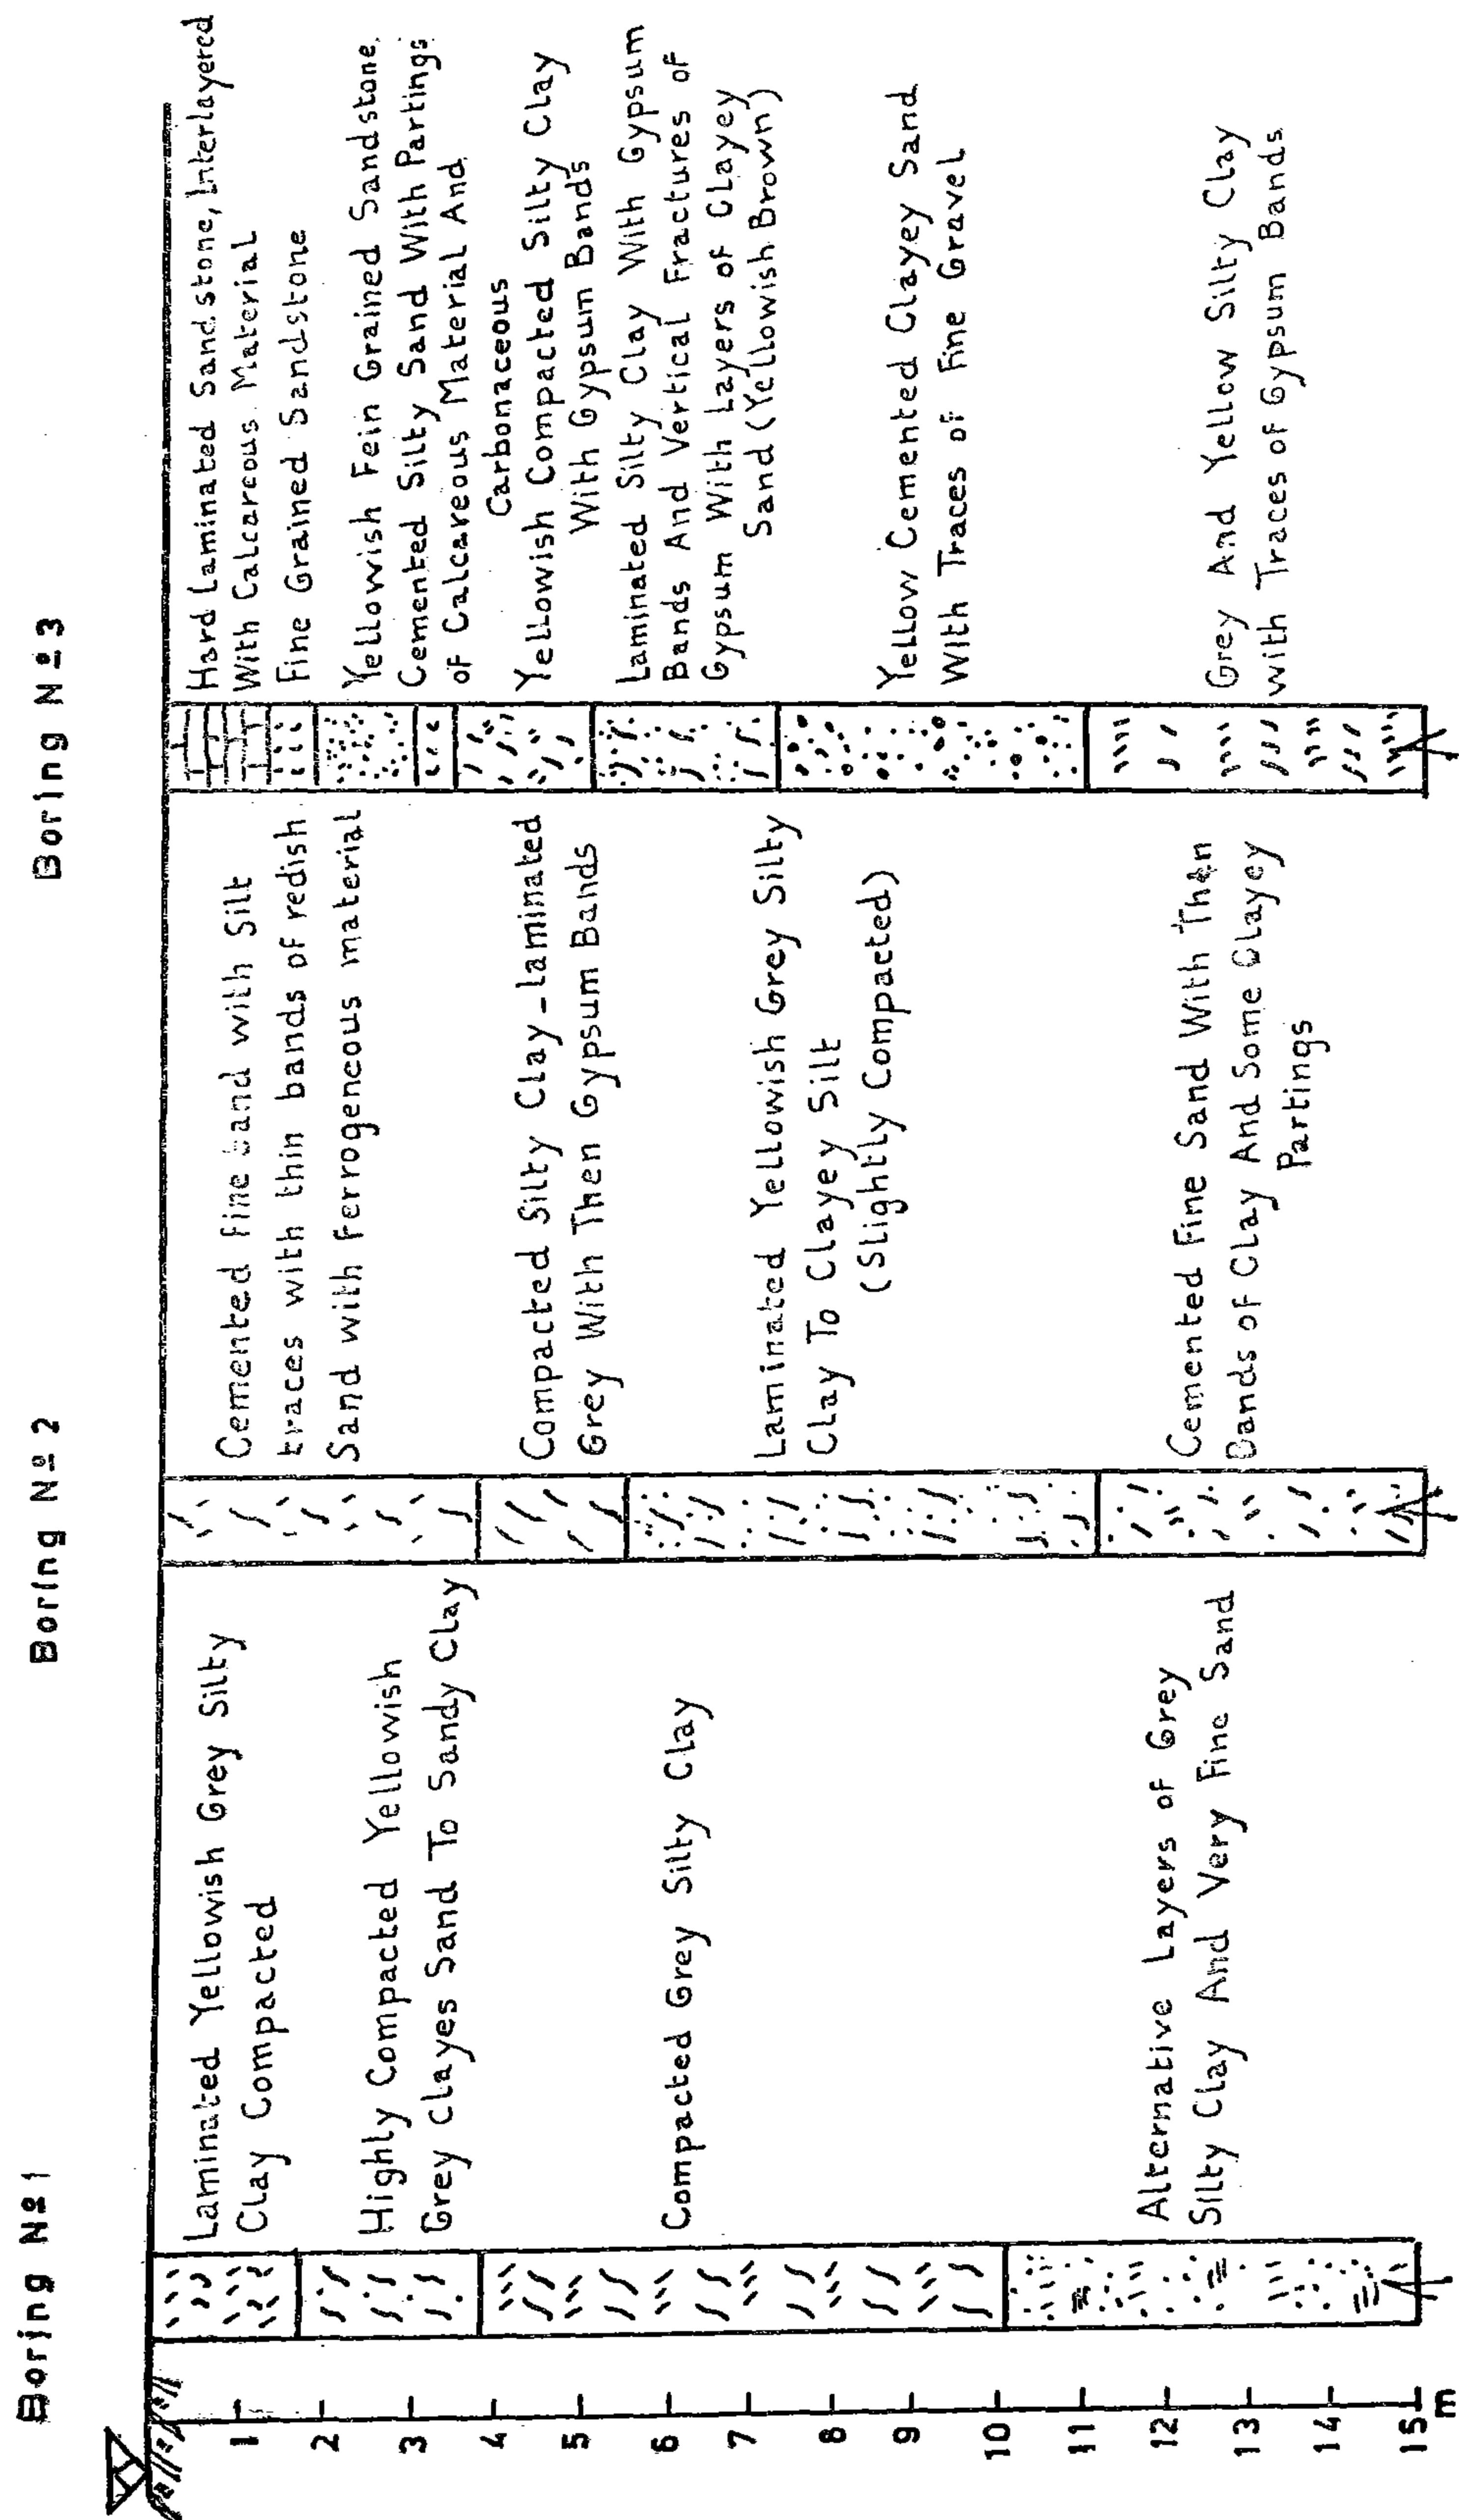 Boring Nº1
Boring Nº 2
Boring Nº 3
1
2
3
4
5
6
7
8
9
10
11
12
13
14
15
m
Laminated Yellowish Grey Silty
Clay Compacted
Highly Compacted Yellowish
Grey Clayes Sand To Sandy Clay
Compacted Grey Silty Clay
Alternative Layers of Grey
Silty Clay And Very Fine Sand
Cemented Fine Sand with Silt
traces with thin bands of redish
Sand with Ferrogeneous material
Compacted Silty Clay-Laminated
Grey With Then Gypsum Bands
Laminated Yellowish Grey Silty
Clay To Clayey Silt
(Slightly Compacted)
Cemented Fine Sand With Then
Bands of Clay And Some Clayey
Partings
Hard Laminated Sandstone, Interlayered
With Calcareous Material
Fine Grained Sandstone
Yellowish Fein Grained Sandstone.
Cemented Silty Sand With Partings
of Calcareous Material And
Carbonaceous
Yellowish Compacted Silty Clay
With Gypsum Bands
Laminated Silty Clay With Gypsum
Bands And Vertical Fractures of
Gypsum With Layers of Clayey
Sand (Yellowish Brown)
Yellow Cemented Clayey Sand
With Traces of Fine Gravel
Grey And Yellow Silty Clay
with Traces of Gypsum Bands